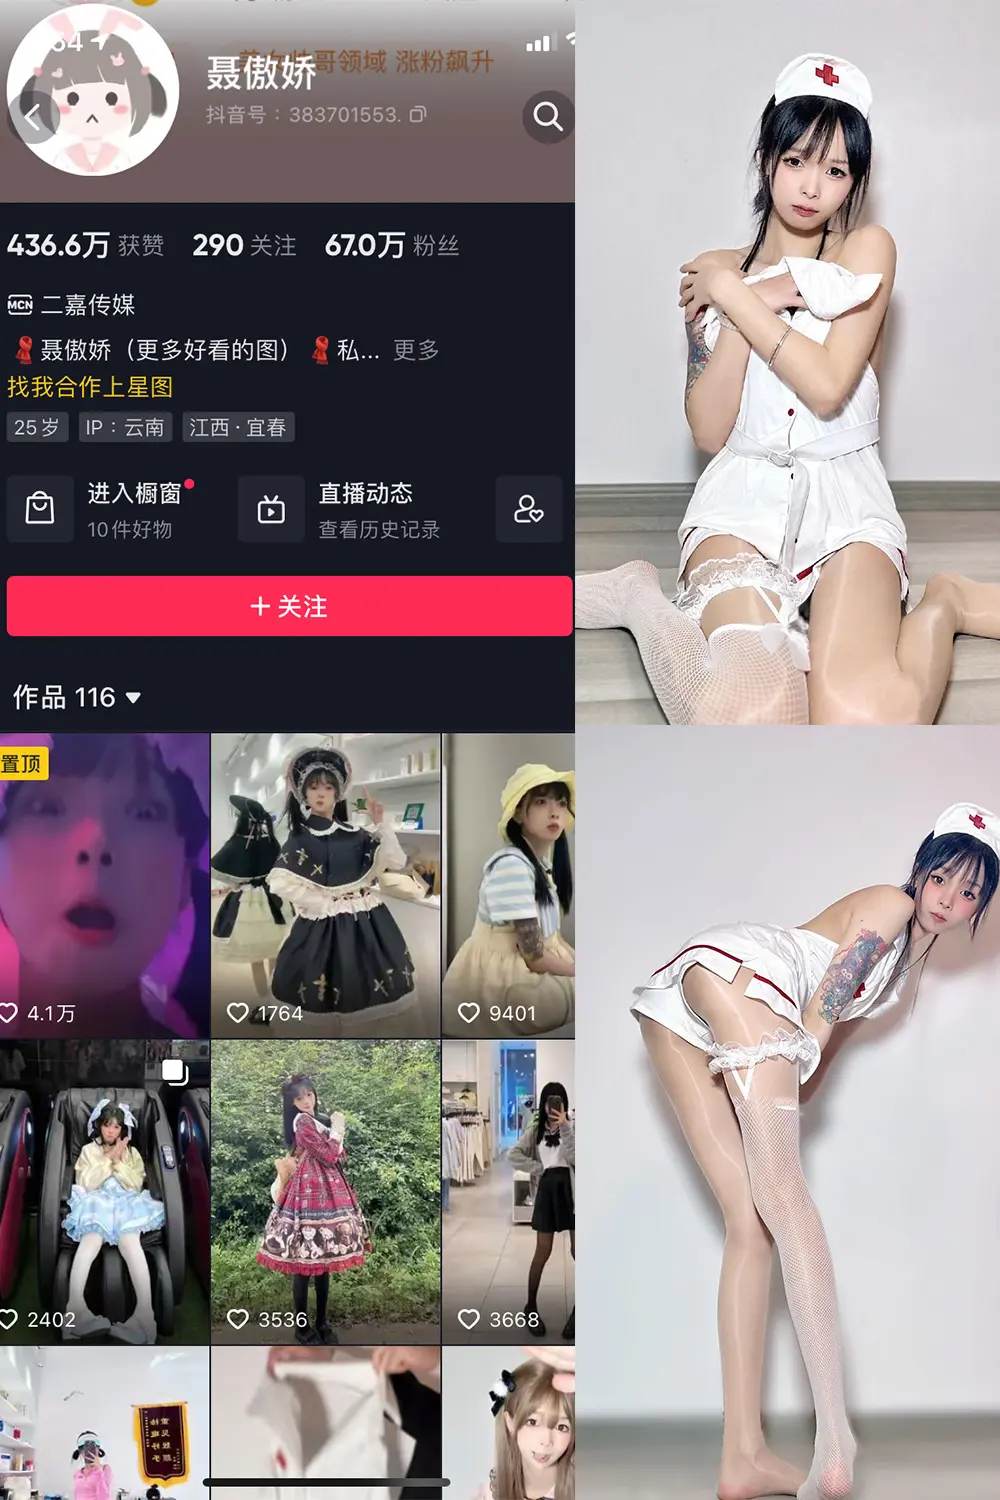 美女帅哥领域 涨粉飙升
聂傲娇
抖音号：383701553.
436.6万 获赞 290 关注 67.0万 粉丝
MCN 二嘉传媒
聂傲娇（更多好看的图） 私... 更多
找我合作上星图
25岁 IP：云南 江西·宜春
进入橱窗 直播动态
10件好物 查看历史记录
+ 关注
作品 116
置顶
4.1万 1764 9401
2402 3536 3668